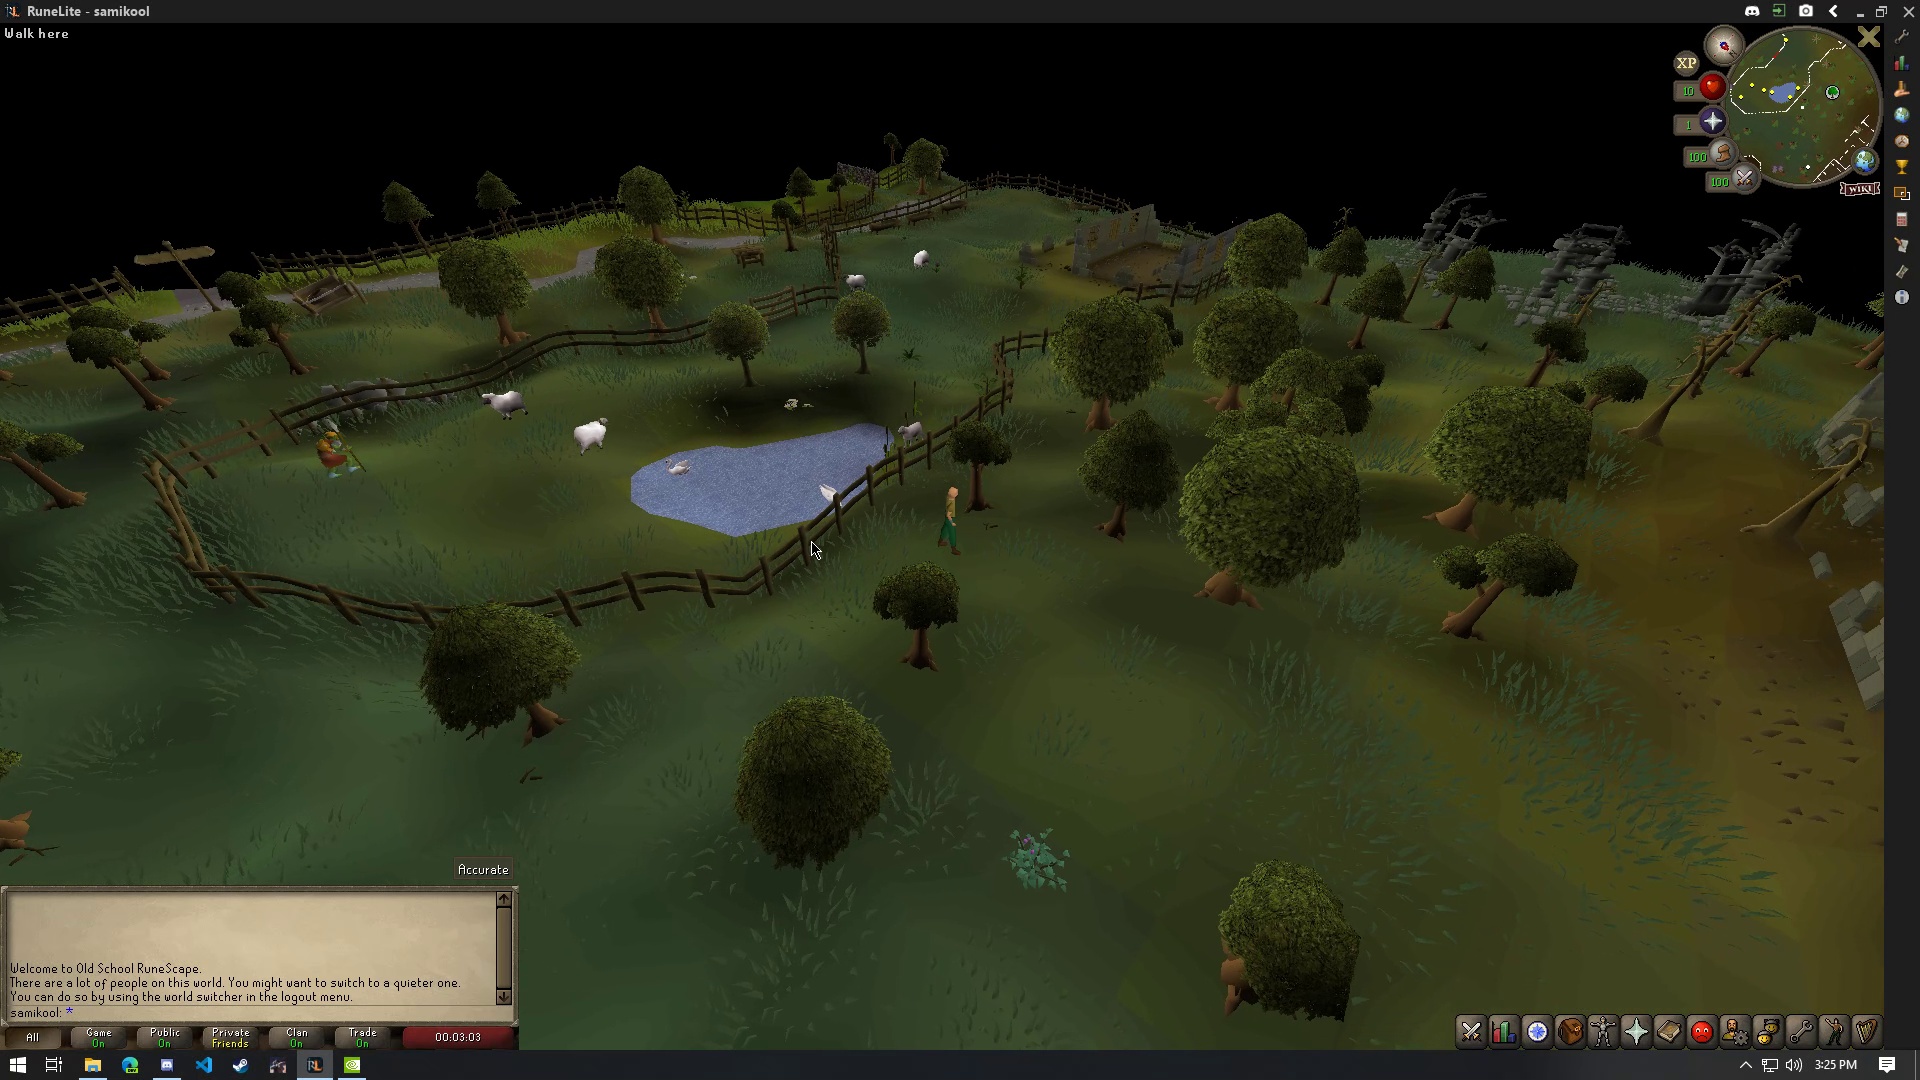 RuneLite - samikool
Walk here
XP
10
1
100
100
WIKI
Accurate
Welcome to Old School RuneScape.
There are a lot of people on this world. You might want to switch to a quieter one.
You can do so by using the world switcher in the logout menu.
samikool: *
All
Game
On
Public
On
Private
Friends
Clan
On
Trade
On
00:03:03
3:25 PM